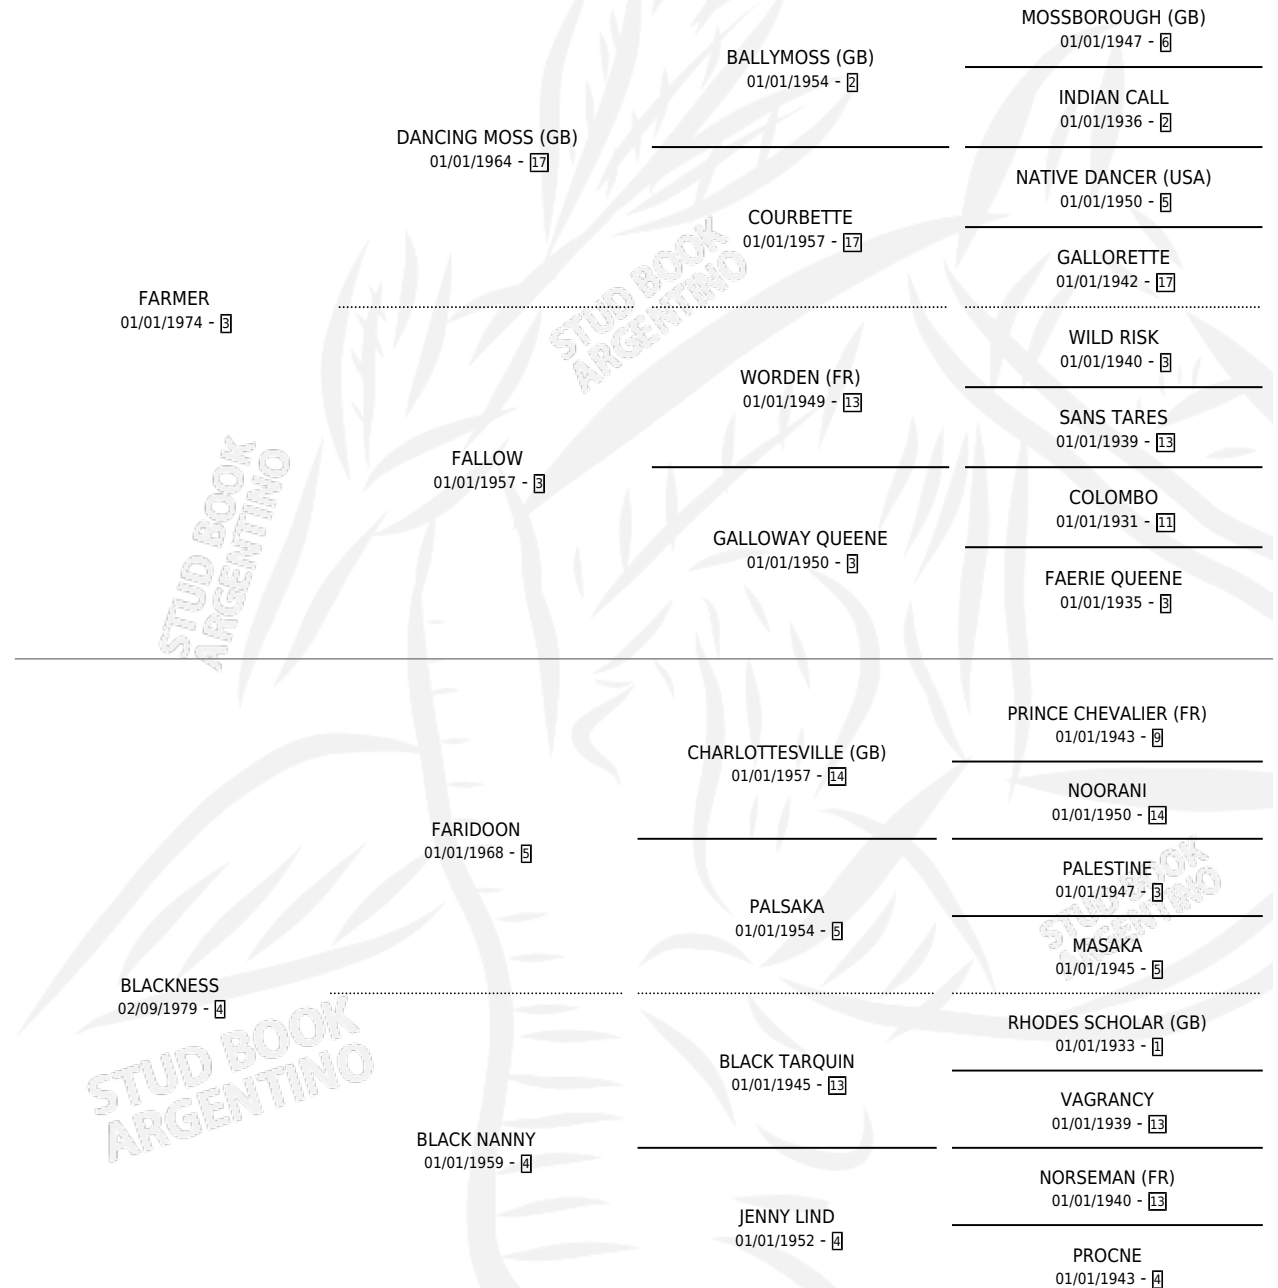 MOSSBOROUGH (GB)
01/01/1947 - 6
BALLYMOSS (GB)
01/01/1954 - 2
INDIAN CALL
01/01/1936 - 2
DANCING MOSS (GB)
01/01/1964 - 17
NATIVE DANCER (USA)
01/01/1950 - 5
COURBETTE
01/01/1957 - 17
GALLORETTE
01/01/1942 - 17
FARMER
01/01/1974 - 3
WILD RISK
01/01/1940 - 3
WORDEN (FR)
01/01/1949 - 13
SANS TARES
01/01/1939 - 13
FALLOW
01/01/1957 - 3
COLOMBO
01/01/1931 - 11
GALLOWAY QUEENE
01/01/1950 - 3
FAERIE QUEENE
01/01/1935 - 3
STUD BOOK
ARGENTINO
STUD BOOK
ARGENTINO
PRINCE CHEVALIER (FR)
01/01/1943 - 9
CHARLOTTESVILLE (GB)
01/01/1957 - 14
NOORANI
01/01/1950 - 14
FARIDOON
01/01/1968 - 5
PALESTINE
01/01/1947 - 3
PALSAKA
01/01/1954 - 5
MASAKA
01/01/1945 - 5
STUD BOOK
ARGENTINO
BLACKNESS
02/09/1979 - 4
RHODES SCHOLAR (GB)
01/01/1933 - 1
BLACK TARQUIN
01/01/1945 - 13
VAGRANCY
01/01/1939 - 13
STUD BOOK
ARGENTINO
BLACK NANNY
01/01/1959 - 4
NORSEMAN (FR)
01/01/1940 - 13
JENNY LIND
01/01/1952 - 4
PROCNE
01/01/1943 - 4